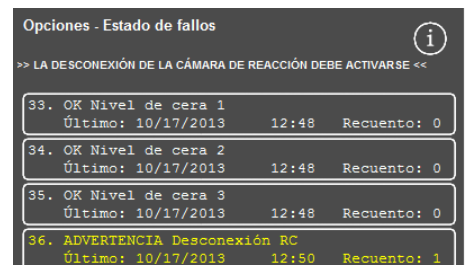 Opciones - Estado de fallos
i
>> LA DESCONEXIÓN DE LA CÁMARA DE REACCIÓN DEBE ACTIVARSE <<
33. OK Nivel de cera 1
Último: 10/17/2013 12:48 Recuento: 0
34. OK Nivel de cera 2
Último: 10/17/2013 12:48 Recuento: 0
35. OK Nivel de cera 3
Último: 10/17/2013 12:48 Recuento: 0
36. ADVERTENCIA Desconexión RC
Último: 10/17/2013 12:50 Recuento: 1